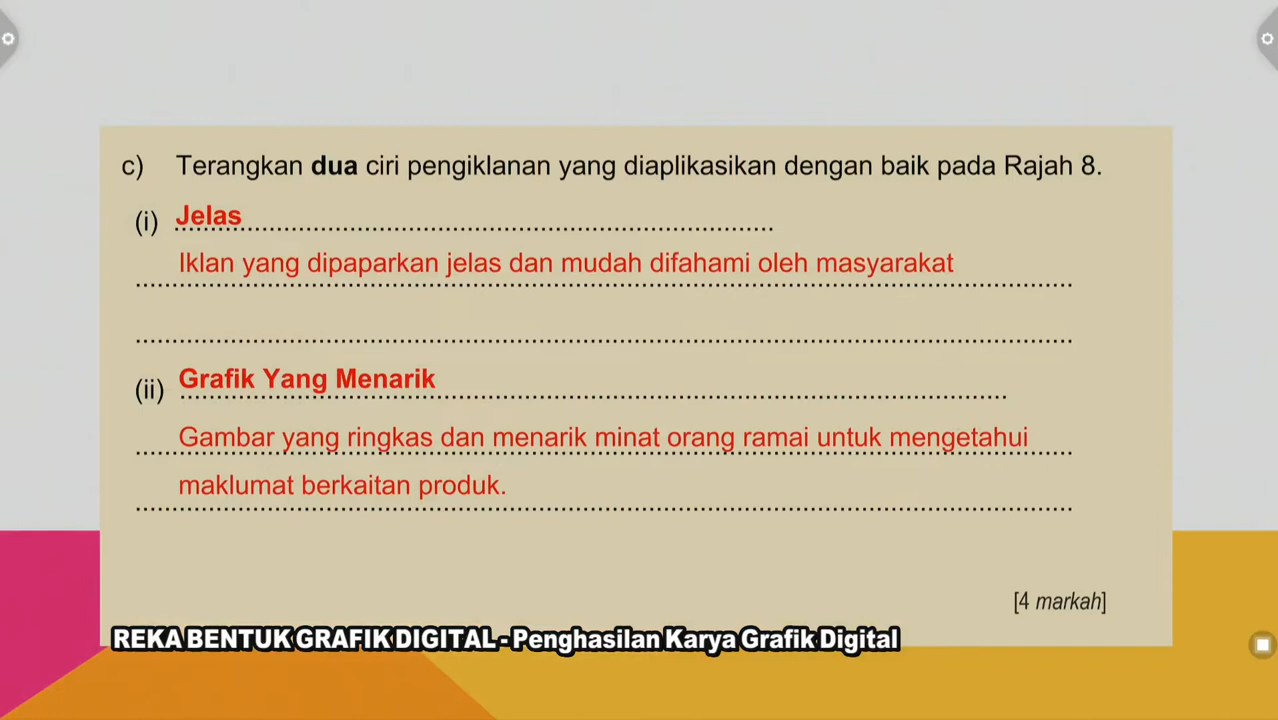 c) Terangkan dua ciri pengiklanan yang diaplikasikan dengan baik pada Rajah 8.
(i) Jelas
Iklan yang dipaparkan jelas dan mudah difahami oleh masyarakat
(ii) Grafik Yang Menarik
Gambar yang ringkas dan menarik minat orang ramai untuk mengetahui
maklumat berkaitan produk.
[4 markah]
REKA BENTUK GRAFIK DIGITAL - Penghasilan Karya Grafik Digital